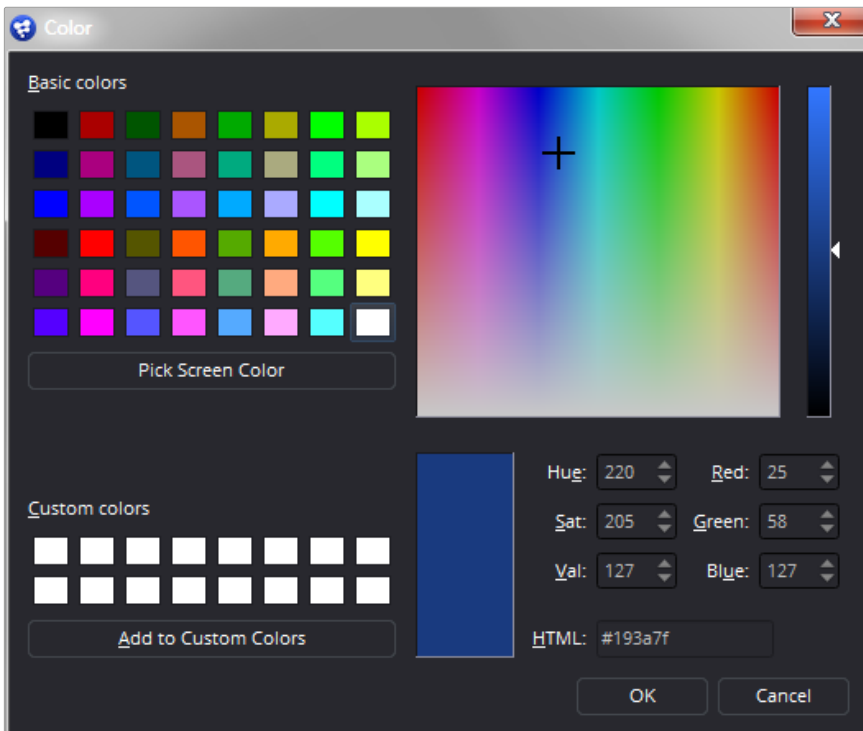 Color
Basic colors
Pick Screen Color
Custom colors
Add to Custom Colors
Hue: 220 Red: 25
Sat: 205 Green: 58
Val: 127 Blue: 127
HTML: #193a7f
OK Cancel